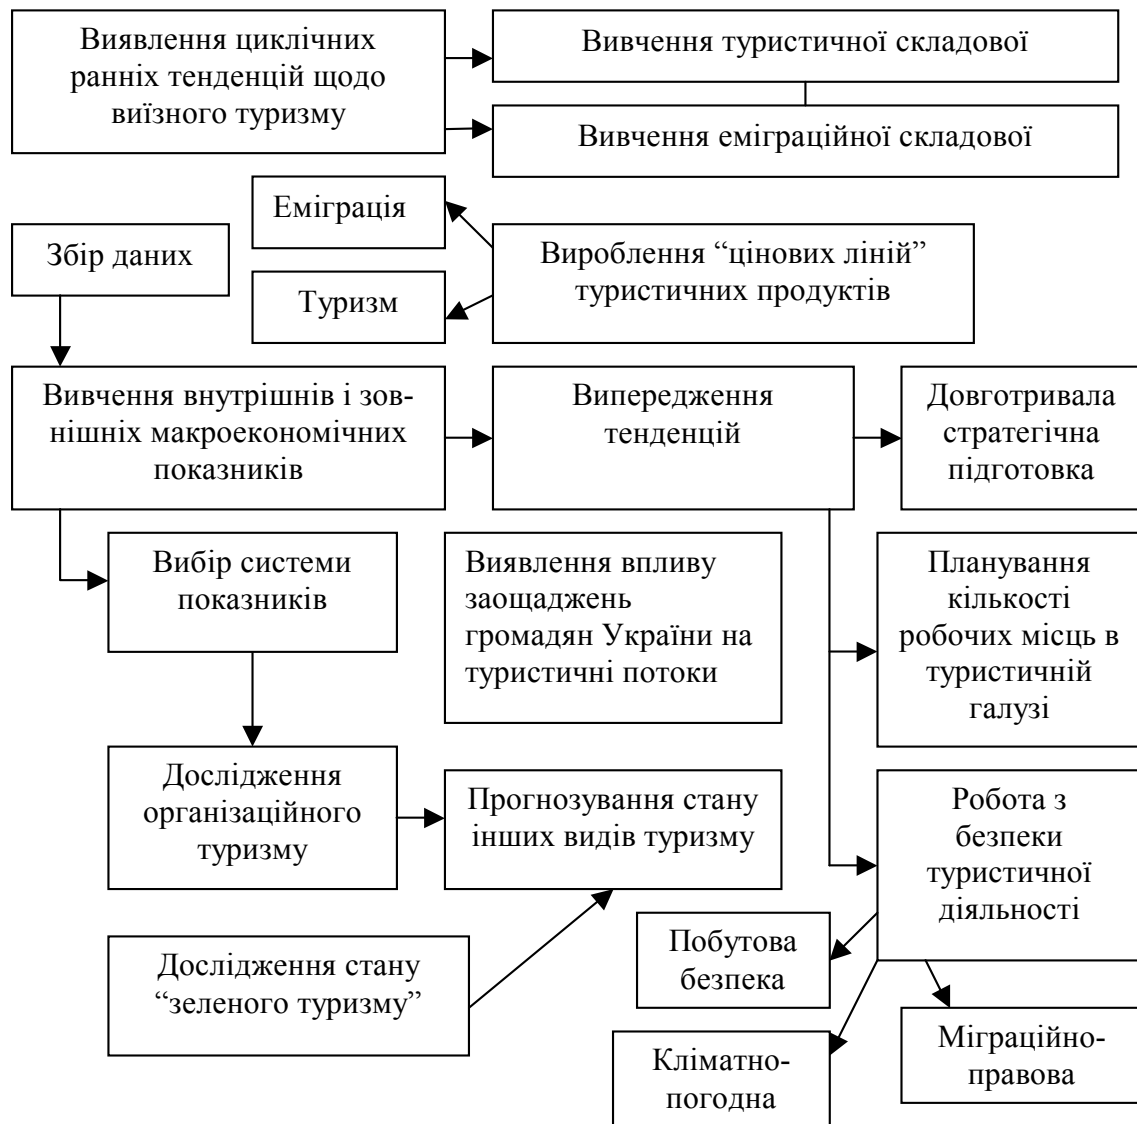 Виявлення циклічних
ранніх тенденцій щодо
виїзного туризму
Вивчення туристичної складової
Вивчення еміграційної складової
Еміграція
Збір даних
Вироблення “цінових ліній”
туристичних продуктів
Туризм
Вивчення внутрішнів і зов-
нішніх макроекономічних
показників
Випередження
тенденцій
Довготривала
стратегічна
підготовка
Вибір системи
показників
Виявлення впливу
заощаджень
громадян України на
туристичні потоки
Планування
кількості
робочих місць в
туристичній
галузі
Дослідження
організаційного
туризму
Прогнозування стану
інших видів туризму
Робота з
безпеки
туристичної
діяльності
Дослідження стану
“зеленого туризму”
Побутова
безпека
Кліматно-
погодна
Міграційно-
правова